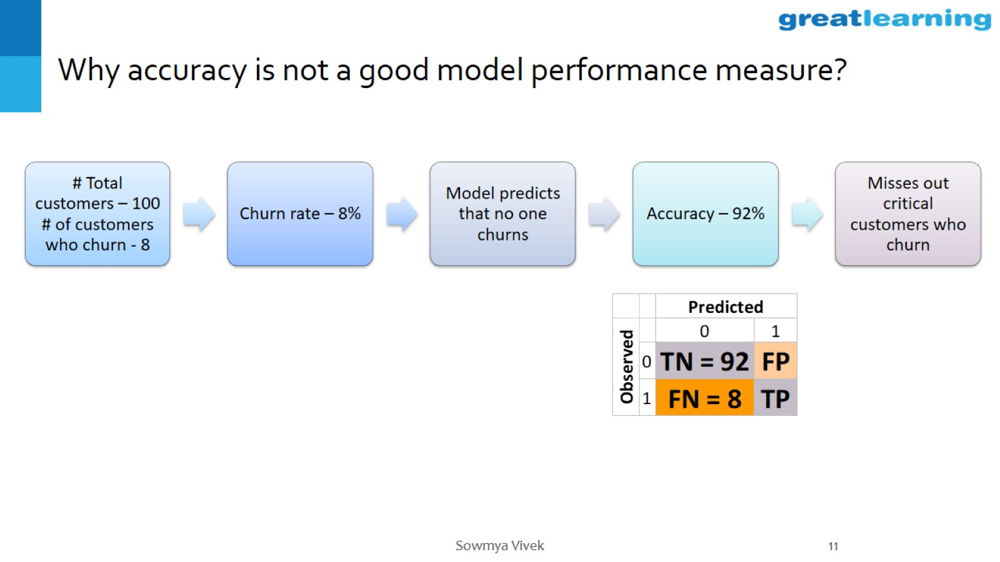 greatlearning
Why accuracy is not a good model performance measure?
# Total
customers – 100
# of customers
who churn - 8
Churn rate – 8%
Model predicts
that no one
churns
Accuracy – 92%
Misses out
critical
customers who
churn
Predicted
0 1
Observed
0 TN = 92 FP
1 FN = 8 TP
Sowmya Vivek
11